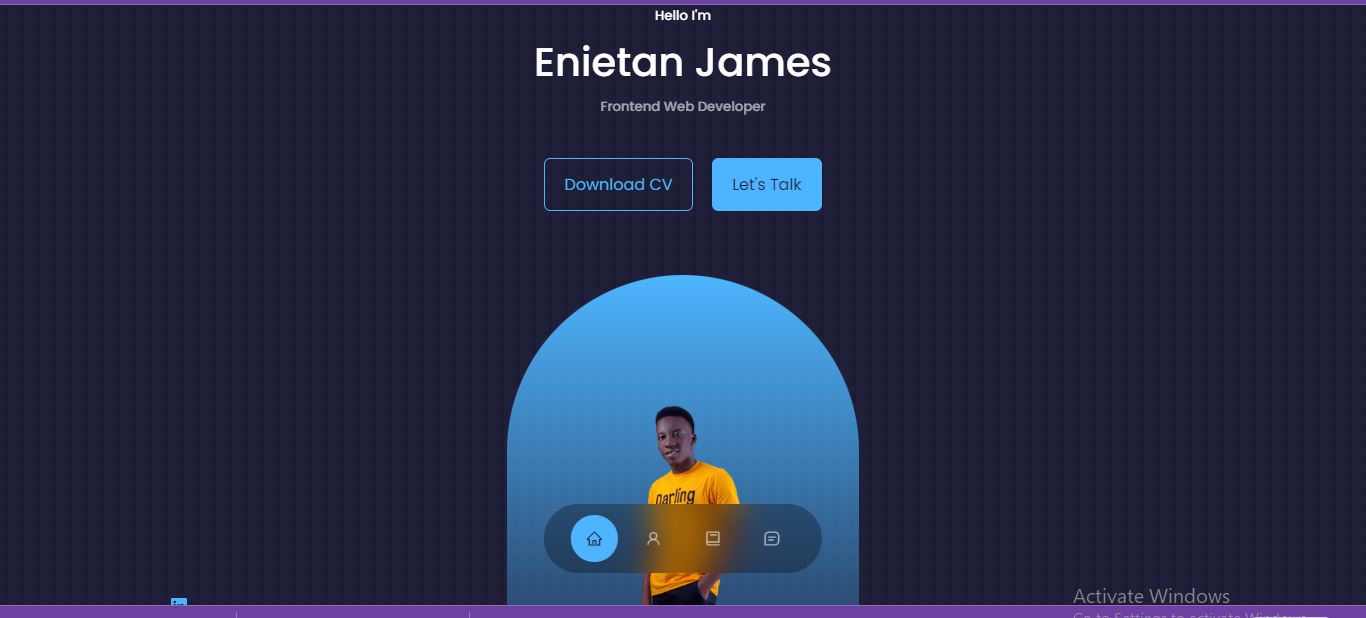 Hello I'm
Enietan James
Frontend Web Developer
Download CV
Let's Talk
Darling
Activate Windows
Go to Settings to activate Windows.